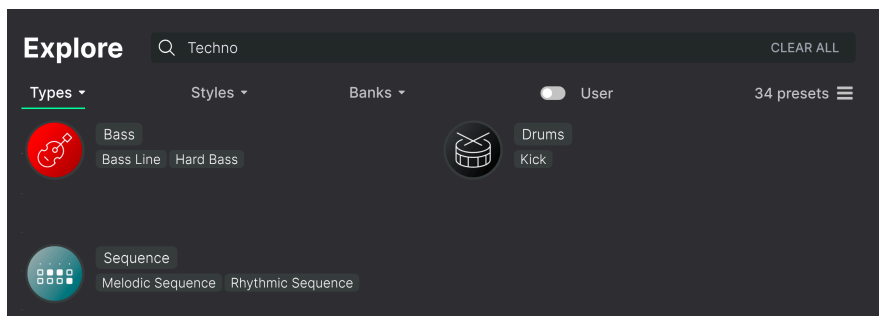 Explore Techno CLEAR ALL
Types Styles Banks User 34 presets
Bass Drums
Bass Line Hard Bass Kick
Sequence
Melodic Sequence Rhythmic Sequence